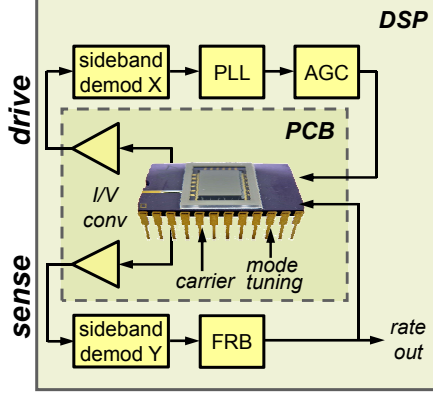 DSP
drive
sideband
demod X
PLL
AGC
PCB
I/V
conv
carrier
mode
tuning
sense
sideband
demod Y
FRB
rate
out